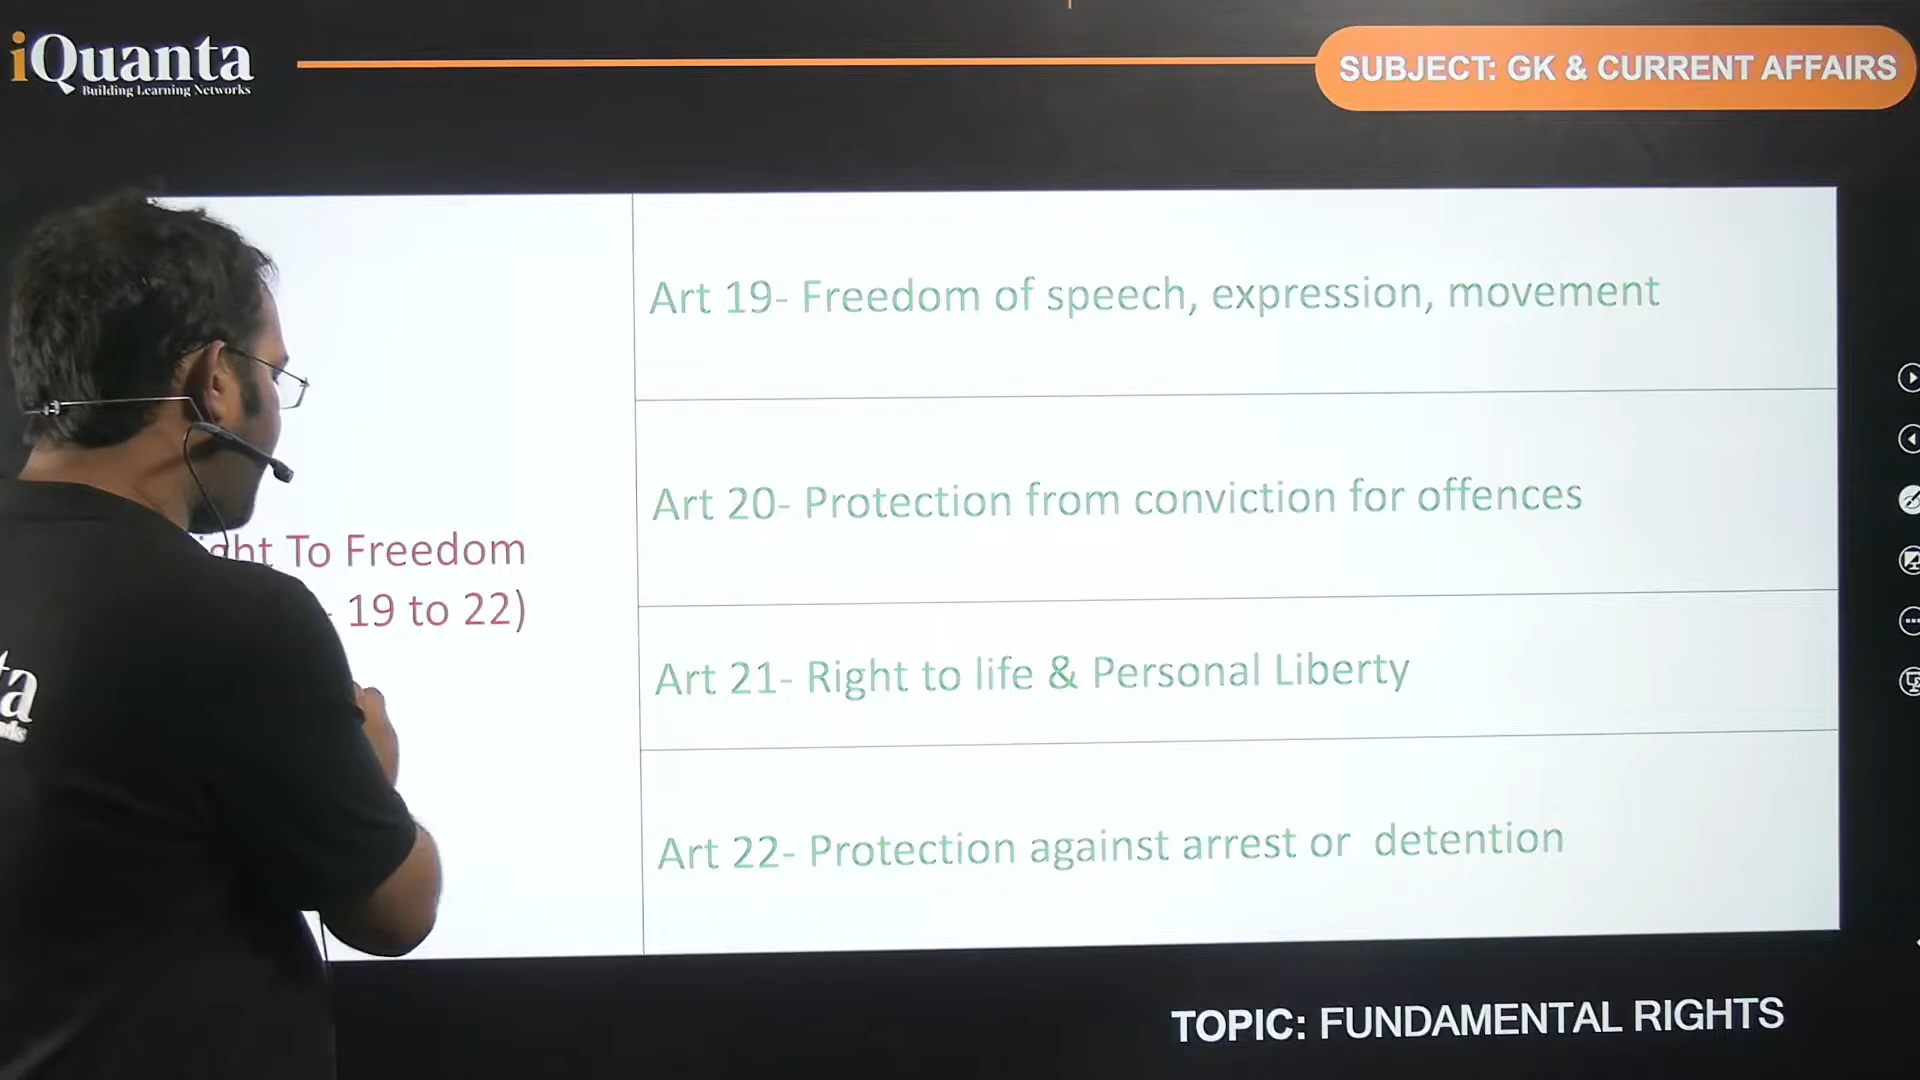 iQuanta
Building Learning Networks
SUBJECT: GK & CURRENT AFFAIRS
Art 19- Freedom of speech, expression, movement
Art 20- Protection from conviction for offences
To Freedom
19 to 22)
Art 21- Right to life & Personal Liberty
Art 22- Protection against arrest or detention
TOPIC: FUNDAMENTAL RIGHTS